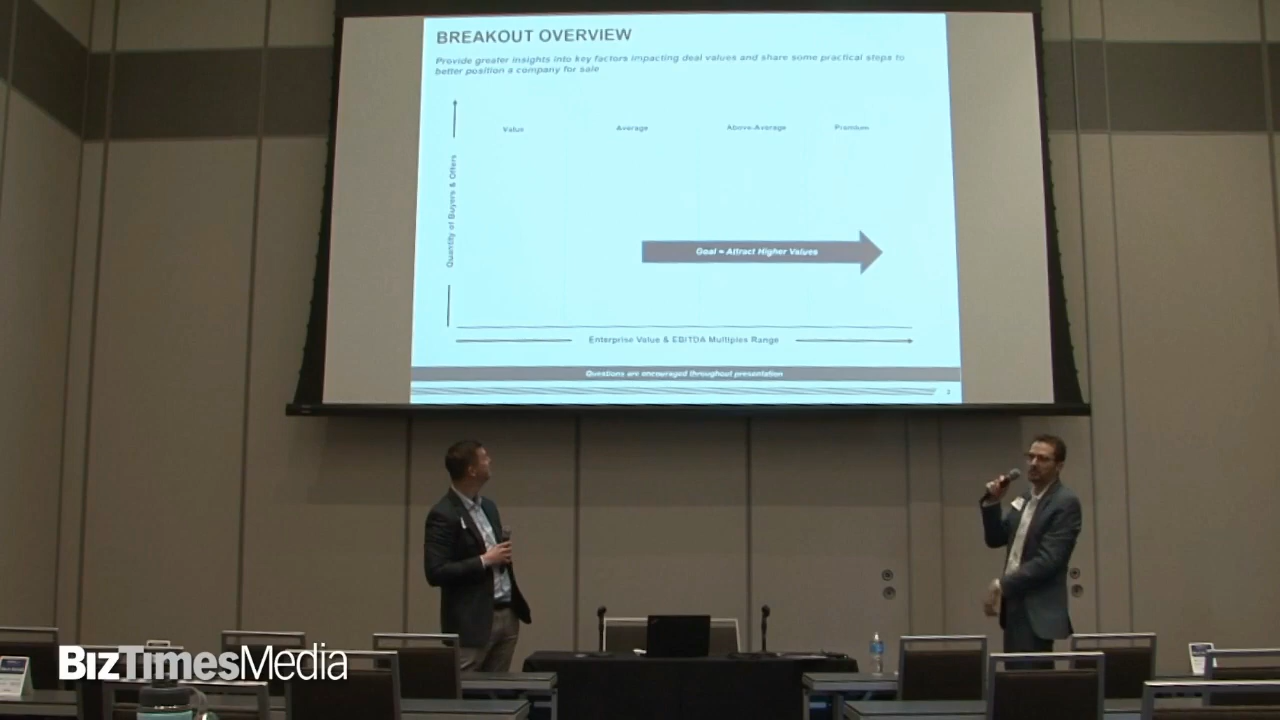 BREAKOUT OVERVIEW
Provide greater insights into key factors impacting deal values and share some practical steps to
better position a company for sale
Value
Average
Above-Average
Premium
Quantity of Buyers & Offers
Goal = Attract Higher Values
Enterprise Value & EBITDA Multiples Range
Questions are encouraged throughout presentation
2
BizTimesMedia